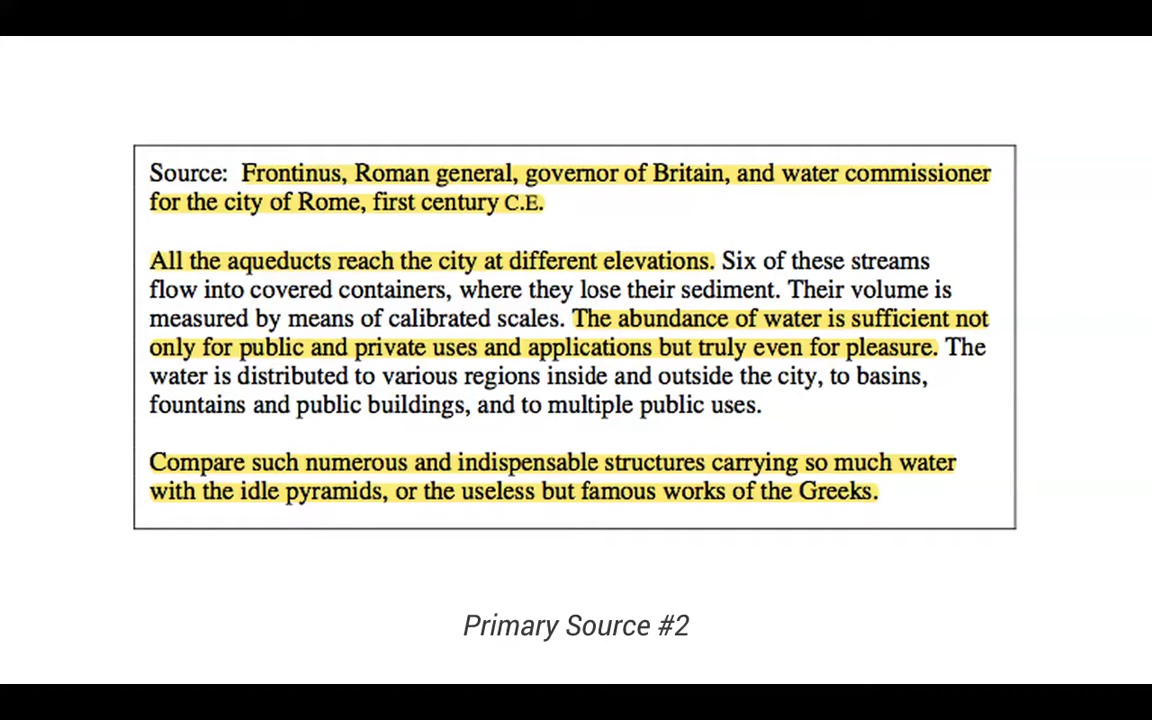 Source: Frontinus, Roman general, governor of Britain, and water commissioner
for the city of Rome, first century C.E.
All the aqueducts reach the city at different elevations. Six of these streams
flow into covered containers, where they lose their sediment. Their volume is
measured by means of calibrated scales. The abundance of water is sufficient not
only for public and private uses and applications but truly even for pleasure. The
water is distributed to various regions inside and outside the city, to basins,
fountains and public buildings, and to multiple public uses.
Compare such numerous and indispensable structures carrying so much water
with the idle pyramids, or the useless but famous works of the Greeks.
Primary Source #2